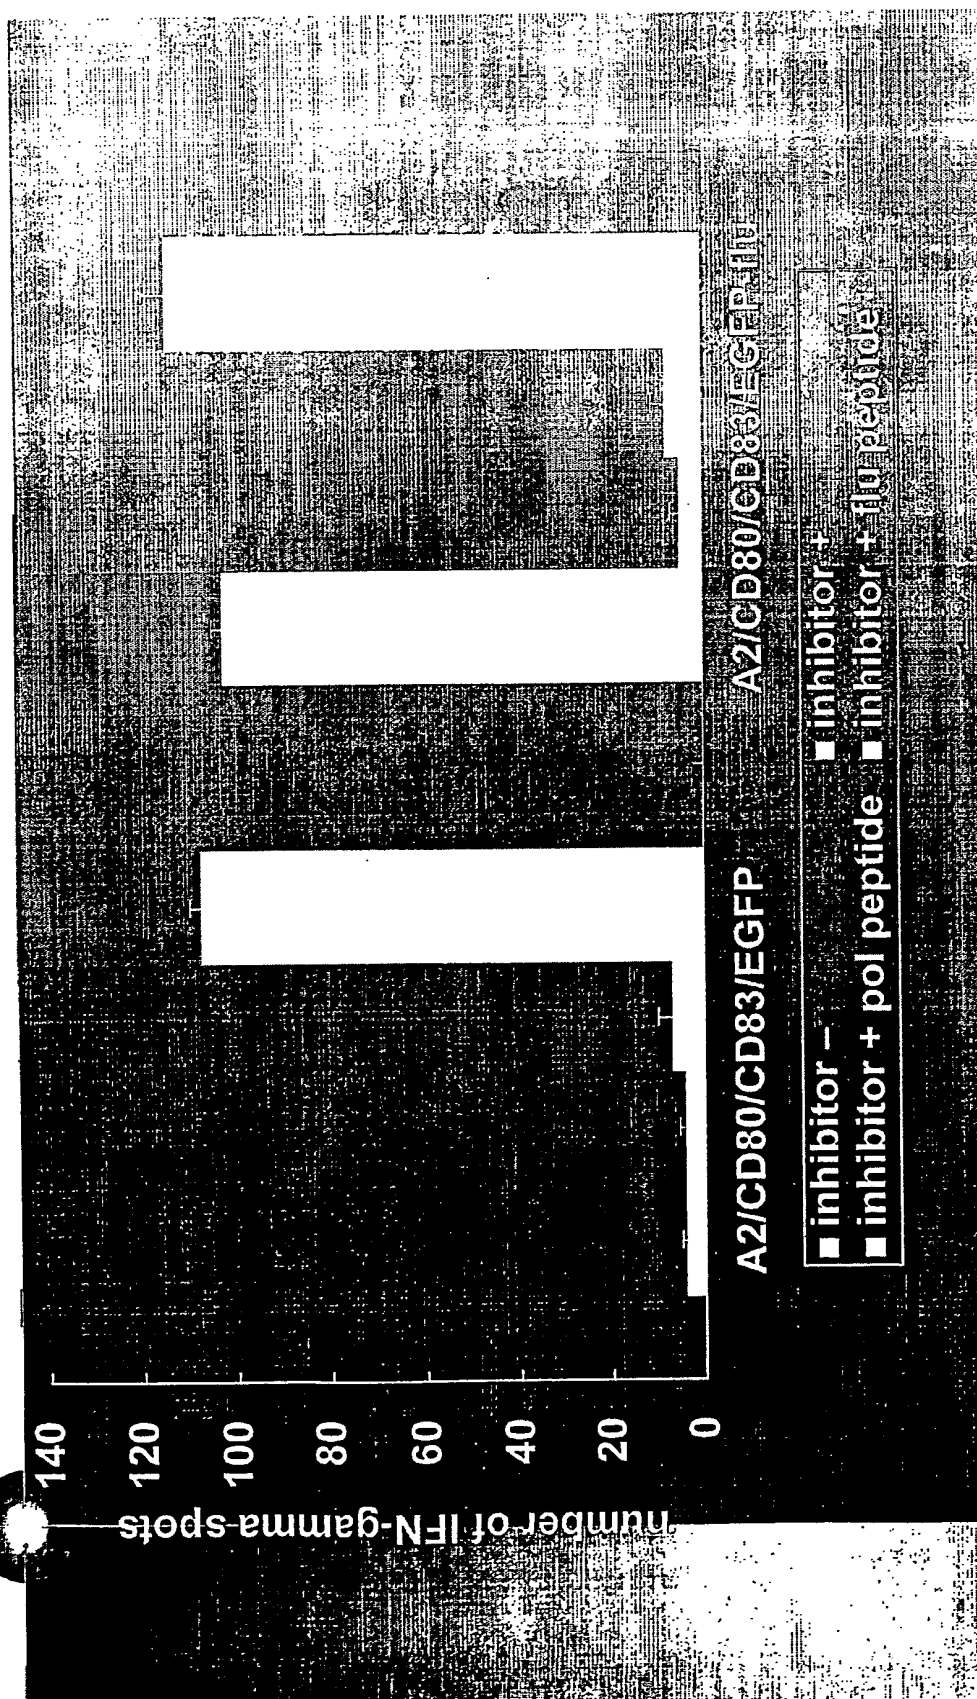 number of IFN-gamma spots
140
120
100
80
60
40
20
0
A2/CD80/CD83/EGFP
A2/CD80/CD83/EGFP-flu
inhibitor –
inhibitor +
inhibitor + pol peptide
inhibitor + flu peptide